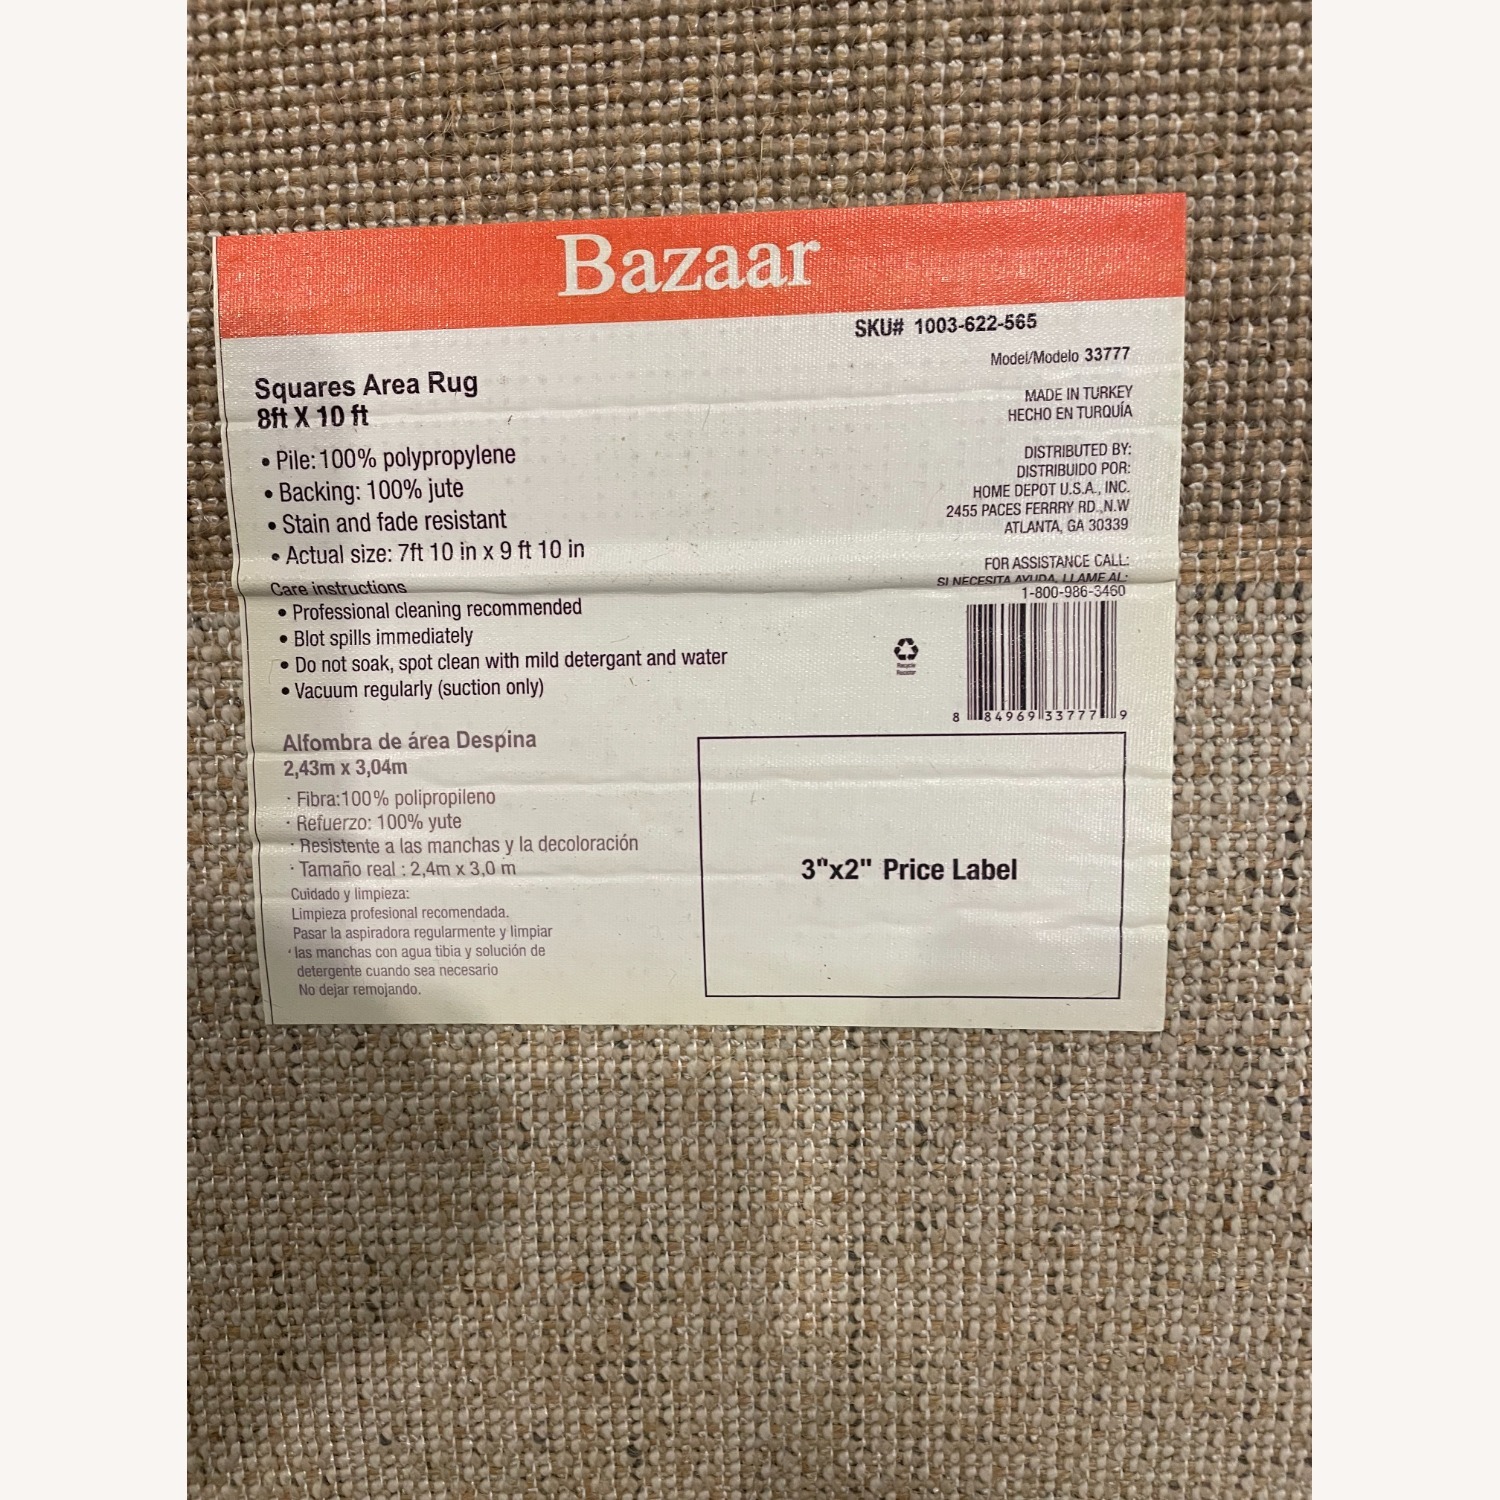 Bazaar
SKU# 1003-622-565
Model/Modelo 33777
Squares Area Rug
8ft X 10 ft
• Pile: 100% polypropylene
• Backing: 100% jute
• Stain and fade resistant
• Actual size: 7ft 10 in x 9 ft 10 in
MADE IN TURKEY
HECHO EN TURQUÍA
DISTRIBUTED BY:
DISTRIBUIDO POR:
HOME DEPOT U.S.A., INC.
2455 PACES FERRRY RD.,N.W
ATLANTA, GA 30339
FOR ASSISTANCE CALL:
SI NECESITA AYUDA, LLAME AL:
1-800-986-3460
Care instructions
• Professional cleaning recommended
• Blot spills immediately
• Do not soak, spot clean with mild detergant and water
• Vacuum regularly (suction only)
Recycle
Reciclar
8 84969 33777 9
Alfombra de área Despina
2,43m x 3,04m
· Fibra:100% polipropileno
· Refuerzo: 100% yute
· Resistente a las manchas y la decoloración
· Tamaño real : 2,4m x 3,0 m
Cuidado y limpieza:
Limpieza profesional recomendada.
Pasar la aspiradora regularmente y limpiar
· las manchas con agua tibia y solución de
detergente cuando sea necesario
No dejar remojando.
3"x2" Price Label